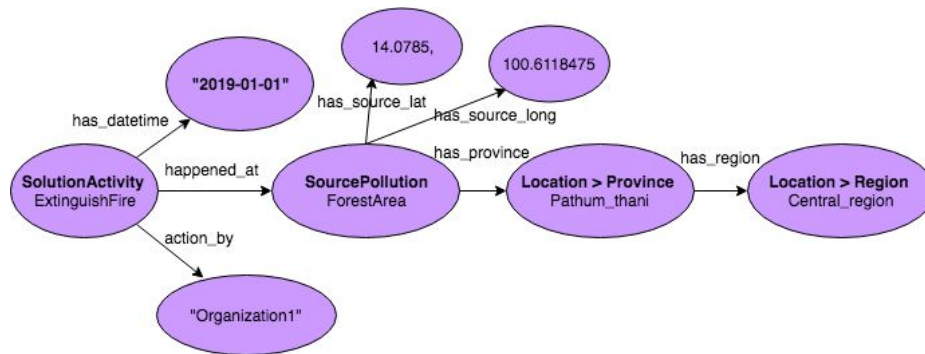 14.0785,
100.6118475
"2019-01-01"
has_source_lat
has_source_long
has_datetime
happened_at
has_province
has_region
SolutionActivity
ExtinguishFire
SourcePollution
ForestArea
Location > Province
Pathum_thani
Location > Region
Central_region
action_by
"Organization1"